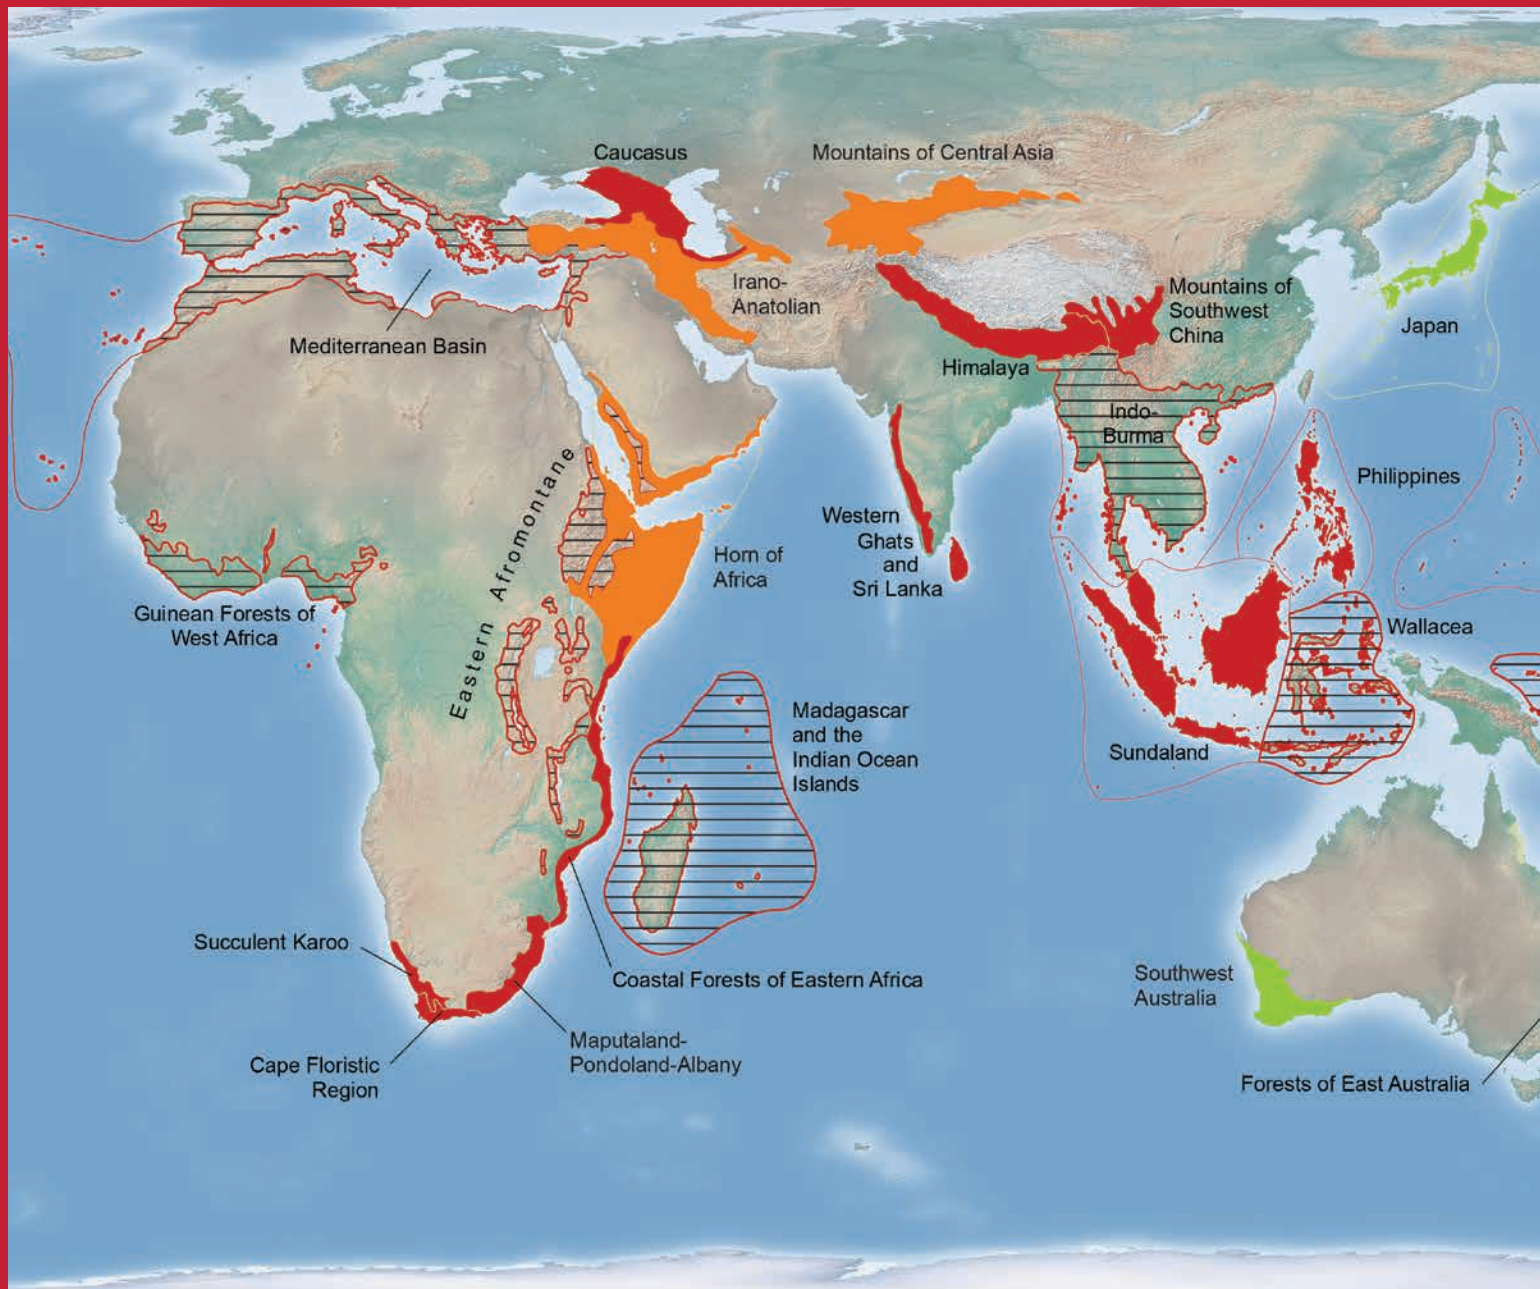 Caucasus
Mountains of Central Asia
Irano-
Anatolian
Mountains of
Southwest
China
Japan
Mediterranean Basin
Himalaya
Indo-
Burma
Philippines
Eastern Afromontane
Western
Ghats
and
Sri Lanka
Horn of
Africa
Guinean Forests of
West Africa
Wallacea
Madagascar
and the
Indian Ocean
Islands
Sundaland
Succulent Karoo
Coastal Forests of Eastern Africa
Southwest
Australia
Maputaland-
Pondoland-Albany
Cape Floristic
Region
Forests of East Australia